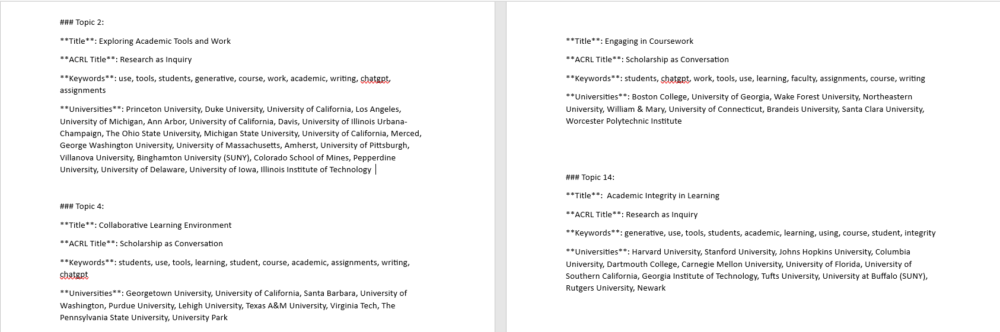 ### Topic 2:
**Title**: Exploring Academic Tools and Work
**ACRL Title**: Research as Inquiry
**Keywords**: use, tools, students, generative, course, work, academic, writing, chatgpt,
assignments
**Universities**: Princeton University, Duke University, University of California, Los Angeles,
University of Michigan, Ann Arbor, University of California, Davis, University of Illinois Urbana-
Champaign, The Ohio State University, Michigan State University, University of California, Merced,
George Washington University, University of Massachusetts, Amherst, University of Pittsburgh,
Villanova University, Binghamton University (SUNY), Colorado School of Mines, Pepperdine
University, University of Delaware, University of Iowa, Illinois Institute of Technology
### Topic 4:
**Title**: Collaborative Learning Environment
**ACRL Title**: Scholarship as Conversation
**Keywords**: students, use, tools, learning, student, course, academic, assignments, writing,
chatgpt
**Universities**: Georgetown University, University of California, Santa Barbara, University of
Washington, Purdue University, Lehigh University, Texas A&M University, Virginia Tech, The
Pennsylvania State University, University Park
**Title**: Engaging in Coursework
**ACRL Title**: Scholarship as Conversation
**Keywords**: students, chatgpt, work, tools, use, learning, faculty, assignments, course, writing
**Universities**: Boston College, University of Georgia, Wake Forest University, Northeastern
University, William & Mary, University of Connecticut, Brandeis University, Santa Clara University,
Worcester Polytechnic Institute
### Topic 14:
**Title**:  Academic Integrity in Learning
**ACRL Title**: Research as Inquiry
**Keywords**: generative, use, tools, students, academic, learning, using, course, student, integrity
**Universities**: Harvard University, Stanford University, Johns Hopkins University, Columbia
University, Dartmouth College, Carnegie Mellon University, University of Florida, University of
Southern California, Georgia Institute of Technology, Tufts University, University at Buffalo (SUNY),
Rutgers University, Newark